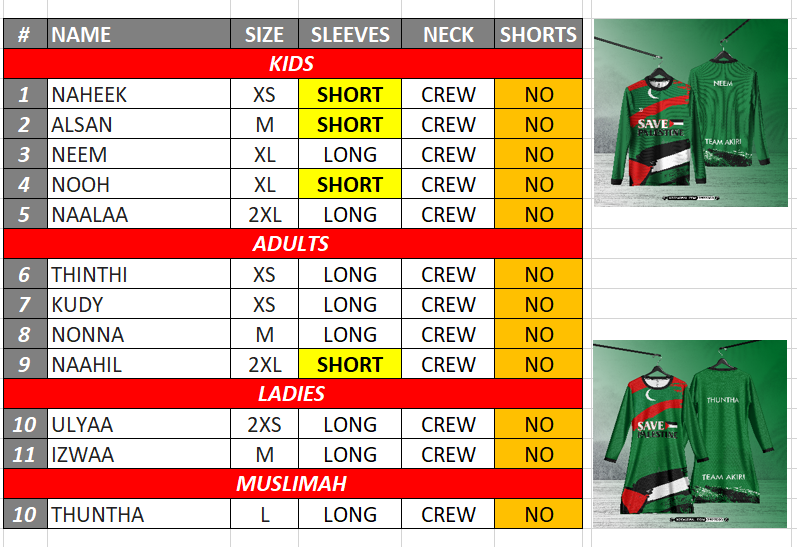 # NAME SIZE SLEEVES NECK SHORTS
KIDS
1 NAHEEK XS SHORT CREW NO
2 ALSAN M SHORT CREW NO
3 NEEM XL LONG CREW NO
4 NOOH XL SHORT CREW NO
5 NAALAA 2XL LONG CREW NO
ADULTS
6 THINTHI XS LONG CREW NO
7 KUDY XS LONG CREW NO
8 NONNA M LONG CREW NO
9 NAAHIL 2XL SHORT CREW NO
LADIES
10 ULYAA 2XS LONG CREW NO
11 IZWAA M LONG CREW NO
MUSLIMAH
10 THUNTHA L LONG CREW NO
NEEM
SAVE
PALESTINE
TEAM AKIRI
THUNTHA
SAVE
PALESTINE
TEAM AKIRI